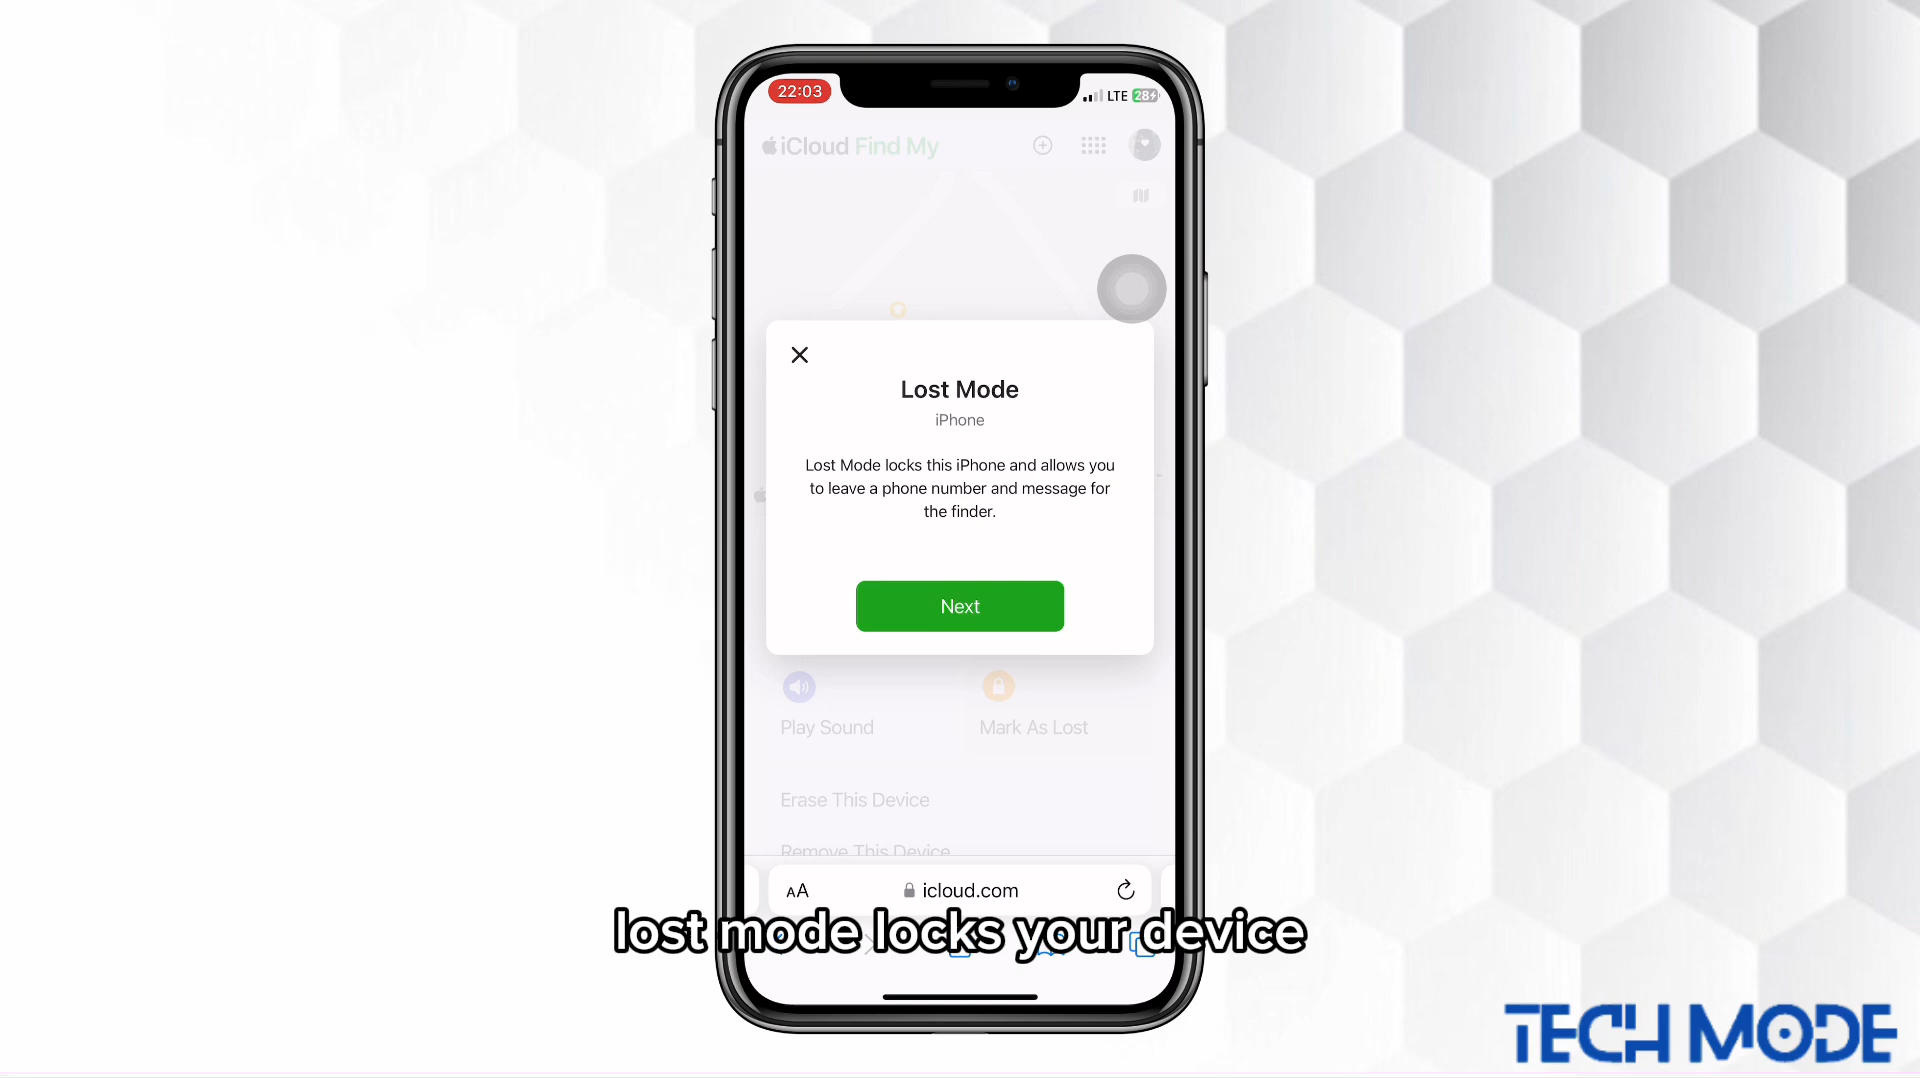 22:03
LTE 28
iCloud Find My
Lost Mode
iPhone
Lost Mode locks this iPhone and allows you
to leave a phone number and message for
the finder.
Next
Play Sound
Mark As Lost
Erase This Device
Remove This Device
AA
icloud.com
lost mode locks your device
TECH MODE